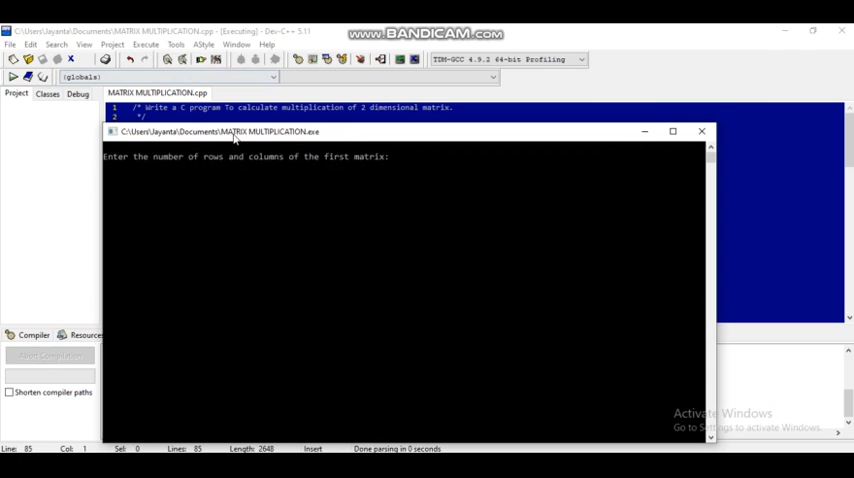 C:\Users\Jayanta\Documents\MATRIX MULTIPLICATION.cpp - [Executing] - Dev-C++ 5.11
www.BANDICAM.com
File Edit Search View Project Execute Tools AStyle Window Help
TDM-GCC 4.9.2 64-bit Profiling
(globals)
Project Classes Debug
MATRIX MULTIPLICATION.cpp
1 /* Write a C program To calculate multiplication of 2 dimensional matrix.
2 */
C:\Users\Jayanta\Documents\MATRIX MULTIPLICATION.exe
Enter the number of rows and columns of the first matrix:
Compiler Resources
Abort Compilation
Shorten compiler paths
Activate Windows
Go to Settings to activate Windows.
Line: 85 Col: 1 Sel: 0 Lines: 85 Length: 2648 Insert Done parsing in 0 seconds